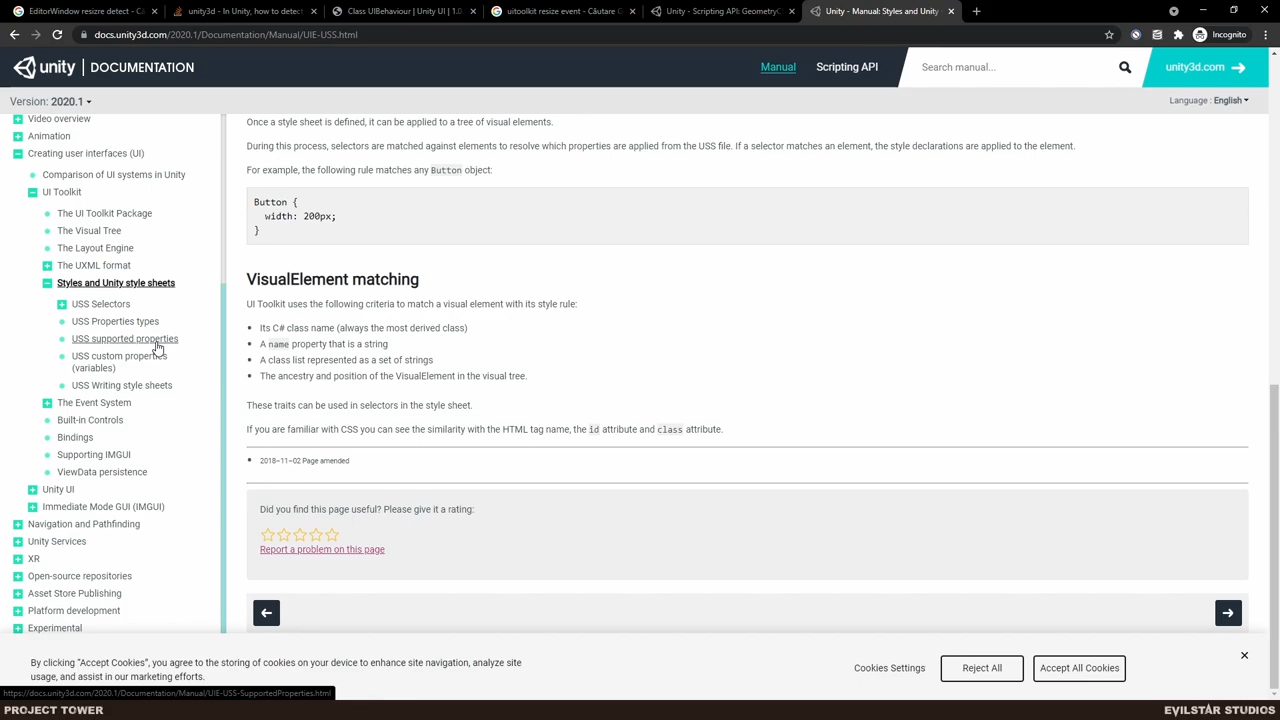 EditorWindow resizre detect - Că
unity3d - In Unity, how to detect
Class UIBehaviour | Unity UI | 1.0
uitoolkit resize event - Căutare G
Unity - Scripting API: GeometryC
Unity - Manual: Styles and Unity
docs.unity3d.com/2020.1/Documentation/Manual/UIE-USS.html
Incognito
unity | DOCUMENTATION
Manual
Scripting API
Search manual...
unity3d.com
Version: 2020.1
Language : English
Video overview
Animation
Creating user interfaces (UI)
Comparison of UI systems in Unity
UI Toolkit
The UI Toolkit Package
The Visual Tree
The Layout Engine
The UXML format
Styles and Unity style sheets
USS Selectors
USS Properties types
USS supported properties
USS custom properties
(variables)
USS Writing style sheets
The Event System
Built-in Controls
Bindings
Supporting IMGUI
ViewData persistence
Unity UI
Immediate Mode GUI (IMGUI)
Navigation and Pathfinding
Unity Services
XR
Open-source repositories
Asset Store Publishing
Platform development
Experimental
Once a style sheet is defined, it can be applied to a tree of visual elements.
During this process, selectors are matched against elements to resolve which properties are applied from the USS file. If a selector matches an element, the style declarations are applied to the element.
For example, the following rule matches any Button object:
Button {
width: 200px;
}
VisualElement matching
UI Toolkit uses the following criteria to match a visual element with its style rule:
Its C# class name (always the most derived class)
A name property that is a string
A class list represented as a set of strings
The ancestry and position of the VisualElement in the visual tree.
These traits can be used in selectors in the style sheet.
If you are familiar with CSS you can see the similarity with the HTML tag name, the id attribute and class attribute.
2018–11–02 Page amended
Did you find this page useful? Please give it a rating:
Report a problem on this page
By clicking “Accept Cookies”, you agree to the storing of cookies on your device to enhance site navigation, analyze site
usage, and assist in our marketing efforts.
Cookies Settings
Reject All
Accept All Cookies
https://docs.unity3d.com/2020.1/Documentation/Manual/UIE-USS-SupportedProperties.html
PROJECT TOWER
EVILSTAR STUDIOS